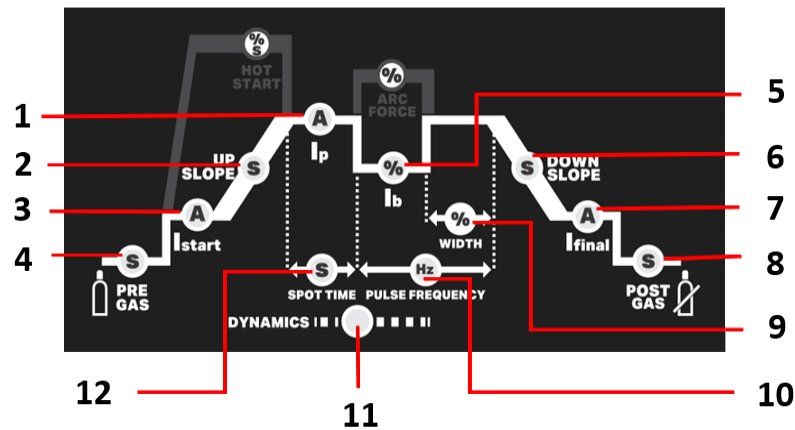 %
S
HOT
START
%
ARC
FORCE
1
A
Ip
5
%
Ib
2
UP
SLOPE
S
6
S
DOWN
SLOPE
3
A
Istart
%
WIDTH
7
A
Ifinal
4
S
PRE
GAS
S
SPOT TIME
Hz
PULSE FREQUENCY
8
S
POST
GAS
DYNAMICS
9
12
11
10